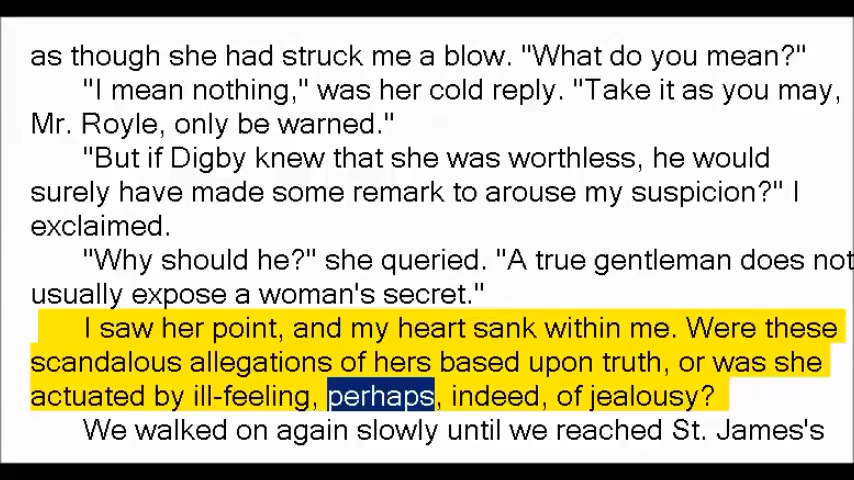 as though she had struck me a blow. "What do you mean?"
"I mean nothing," was her cold reply. "Take it as you may,
Mr. Royle, only be warned."
"But if Digby knew that she was worthless, he would
surely have made some remark to arouse my suspicion?" I
exclaimed.
"Why should he?" she queried. "A true gentleman does not
usually expose a woman's secret."
I saw her point, and my heart sank within me. Were these
scandalous allegations of hers based upon truth, or was she
actuated by ill-feeling, perhaps, indeed, of jealousy?
We walked on again slowly until we reached St. James's